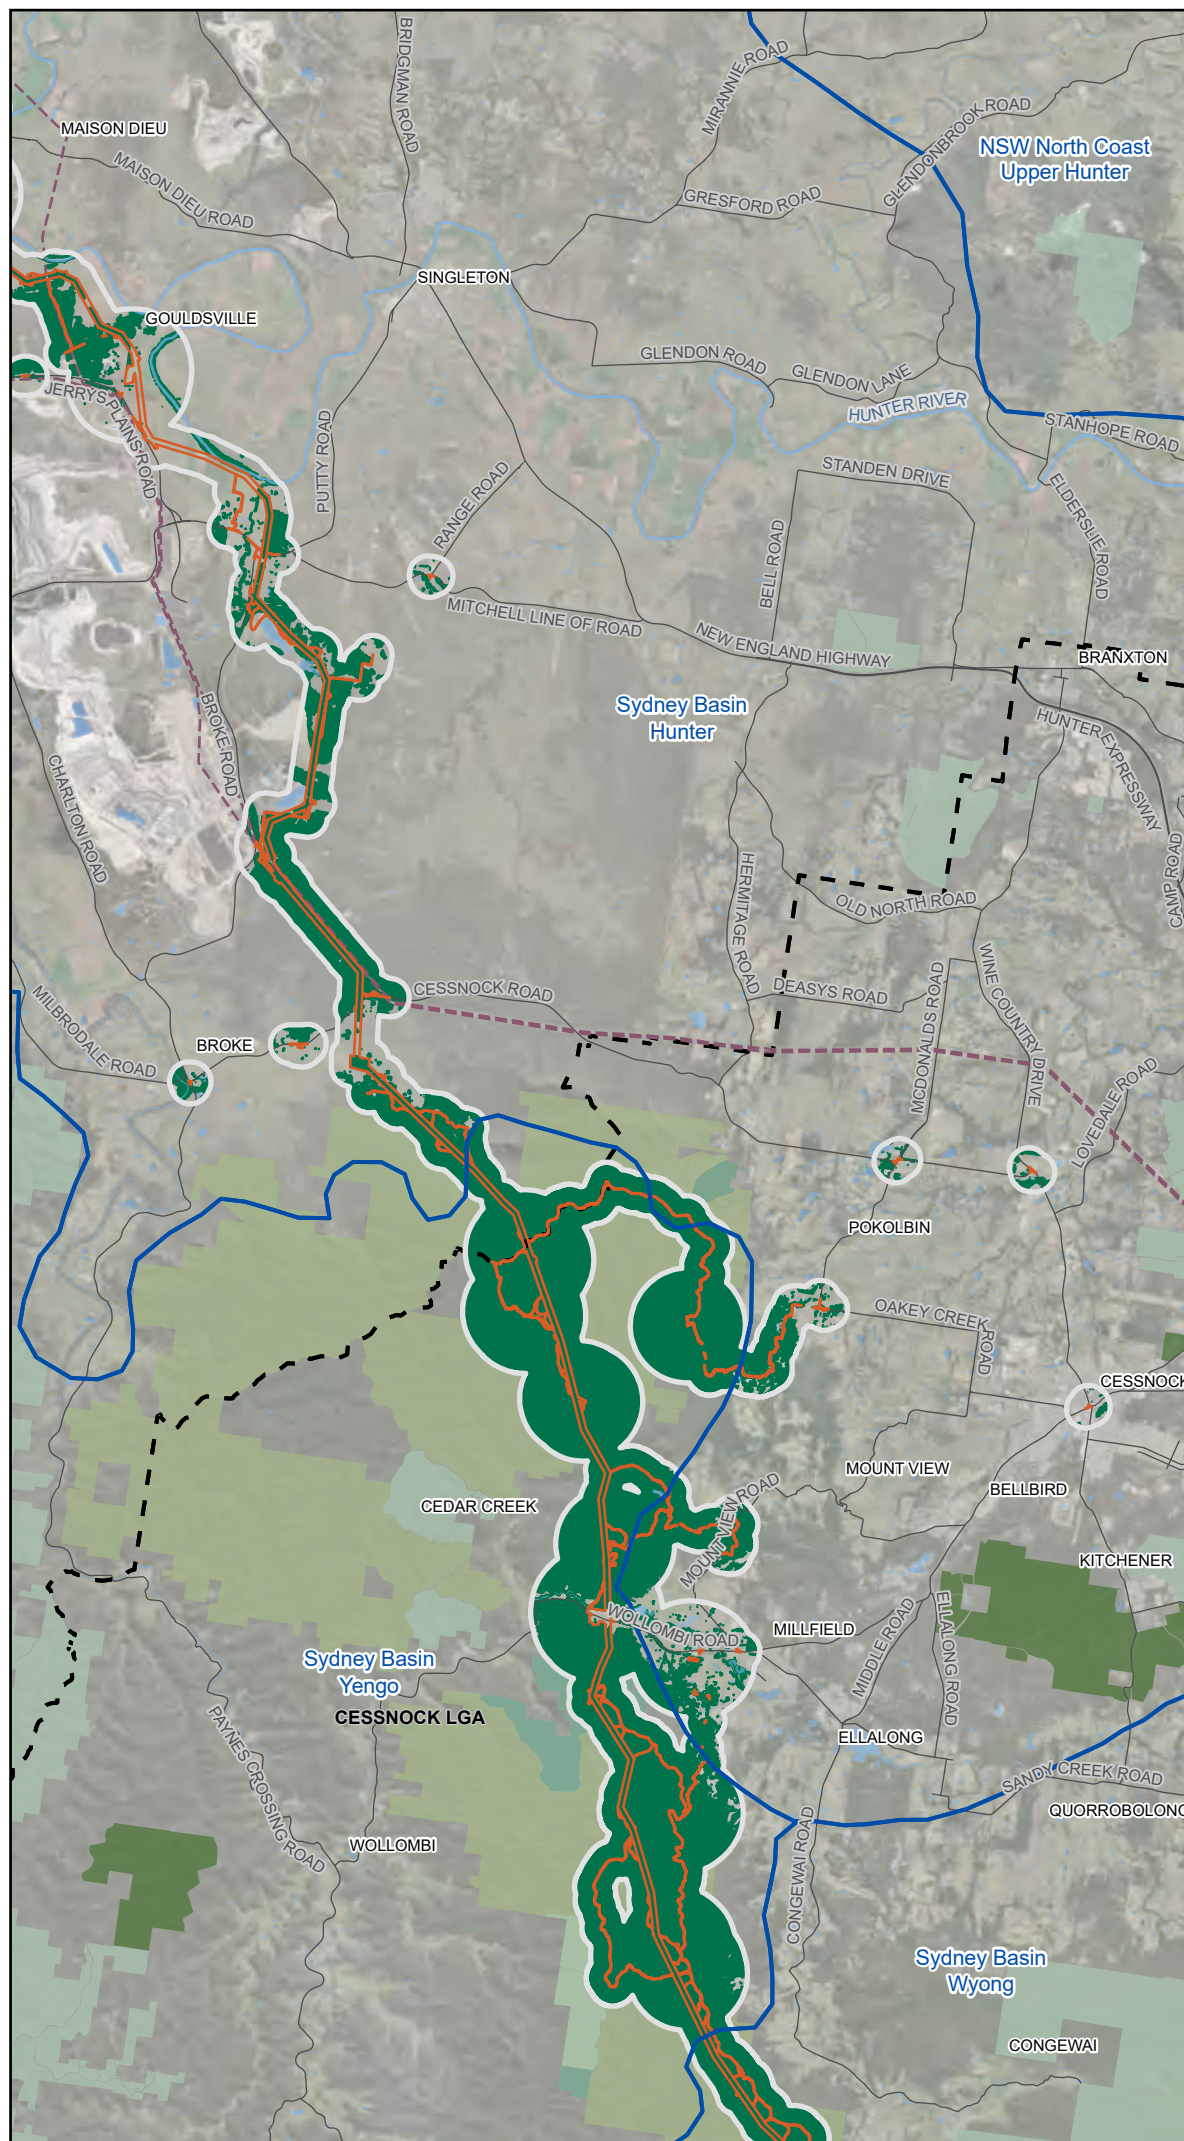 BRIDGMAN ROAD
MIRANNIE ROAD
GLENDONBROOK ROAD
MAISON DIEU
NSW North Coast
Upper Hunter
MAISON DIEU ROAD
GRESFORD ROAD
SINGLETON
GOULDSVILLE
GLENDON ROAD
GLENDON LANE
HUNTER RIVER
JERRYS PLAINS ROAD
STANHOPE ROAD
PUTTY ROAD
RANGE ROAD
STANDEN DRIVE
ELDERSLIE ROAD
BELL ROAD
MITCHELL LINE OF ROAD
NEW ENGLAND HIGHWAY
BRANXTON
BROKE ROAD
Sydney Basin
Hunter
HUNTER EXPRESSWAY
CHARLTON ROAD
CAMP ROAD
HERMITAGE ROAD
OLD NORTH ROAD
WINE COUNTRY DRIVE
MILBRODALE ROAD
CESSNOCK ROAD
DEASYS ROAD
MCDONALDS ROAD
BROKE
LOVEDALE ROAD
POKOLBIN
OAKEY CREEK ROAD
CESSNOCK
MOUNT VIEW
MOUNT VIEW ROAD
BELLBIRD
CEDAR CREEK
KITCHENER
WOLLOMBI ROAD
MILLFIELD
MIDDLE ROAD
ELLALONG ROAD
Sydney Basin
Yengo
CESSNOCK LGA
PAYNES CROSSING ROAD
ELLALONG
SANDY CREEK ROAD
QUORROBOLONG
WOLLOMBI
CONGEWAI ROAD
Sydney Basin
Wyong
CONGEWAI